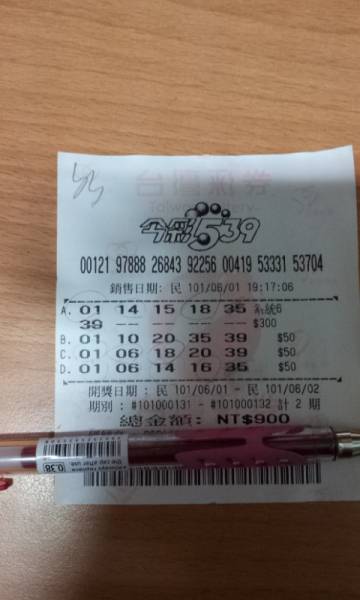 台灣彩券
今彩539
00121 97888 26843 92256 00419 53331 53704
銷售日期: 民 101/06/01 19:17:06
A. 01 14 15 18 35 系統6
39 -- -- -- -- $300
B. 01 10 20 35 39 $50
C. 01 06 18 20 39 $50
D. 01 06 14 16 35 $50
開獎日期: 民 101/06/01 - 民 101/06/02
期別: #101000131 - #101000132 計 2 期
總金額: NT$900
0.38